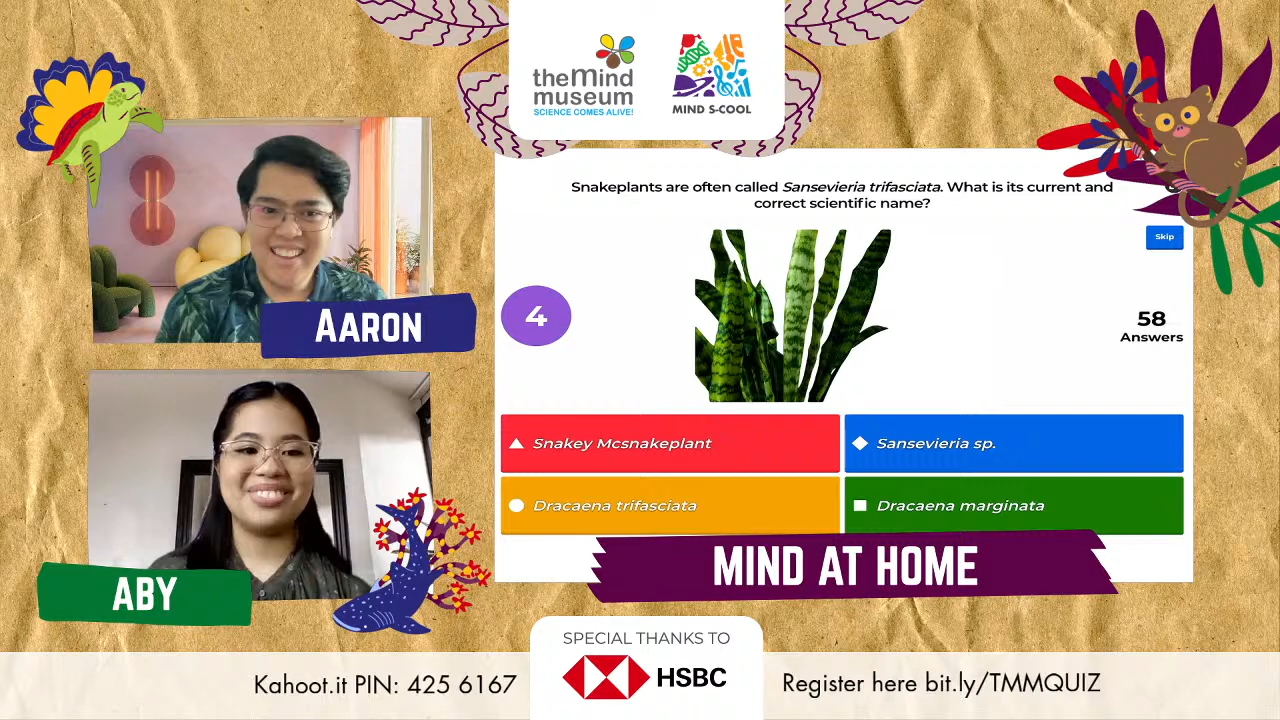 theMind
museum
SCIENCE COMES ALIVE!
MIND S-COOL
Snakeplants are often called Sansevieria trifasciata. What is its current and
correct scientific name?
Skip
4
58
Answers
Snakey Mcsnakeplant
Sansevieria sp.
Dracaena trifasciata
Dracaena marginata
AARON
ABY
MIND AT HOME
SPECIAL THANKS TO
HSBC
Kahoot.it PIN: 425 6167
Register here bit.ly/TMMQUIZ